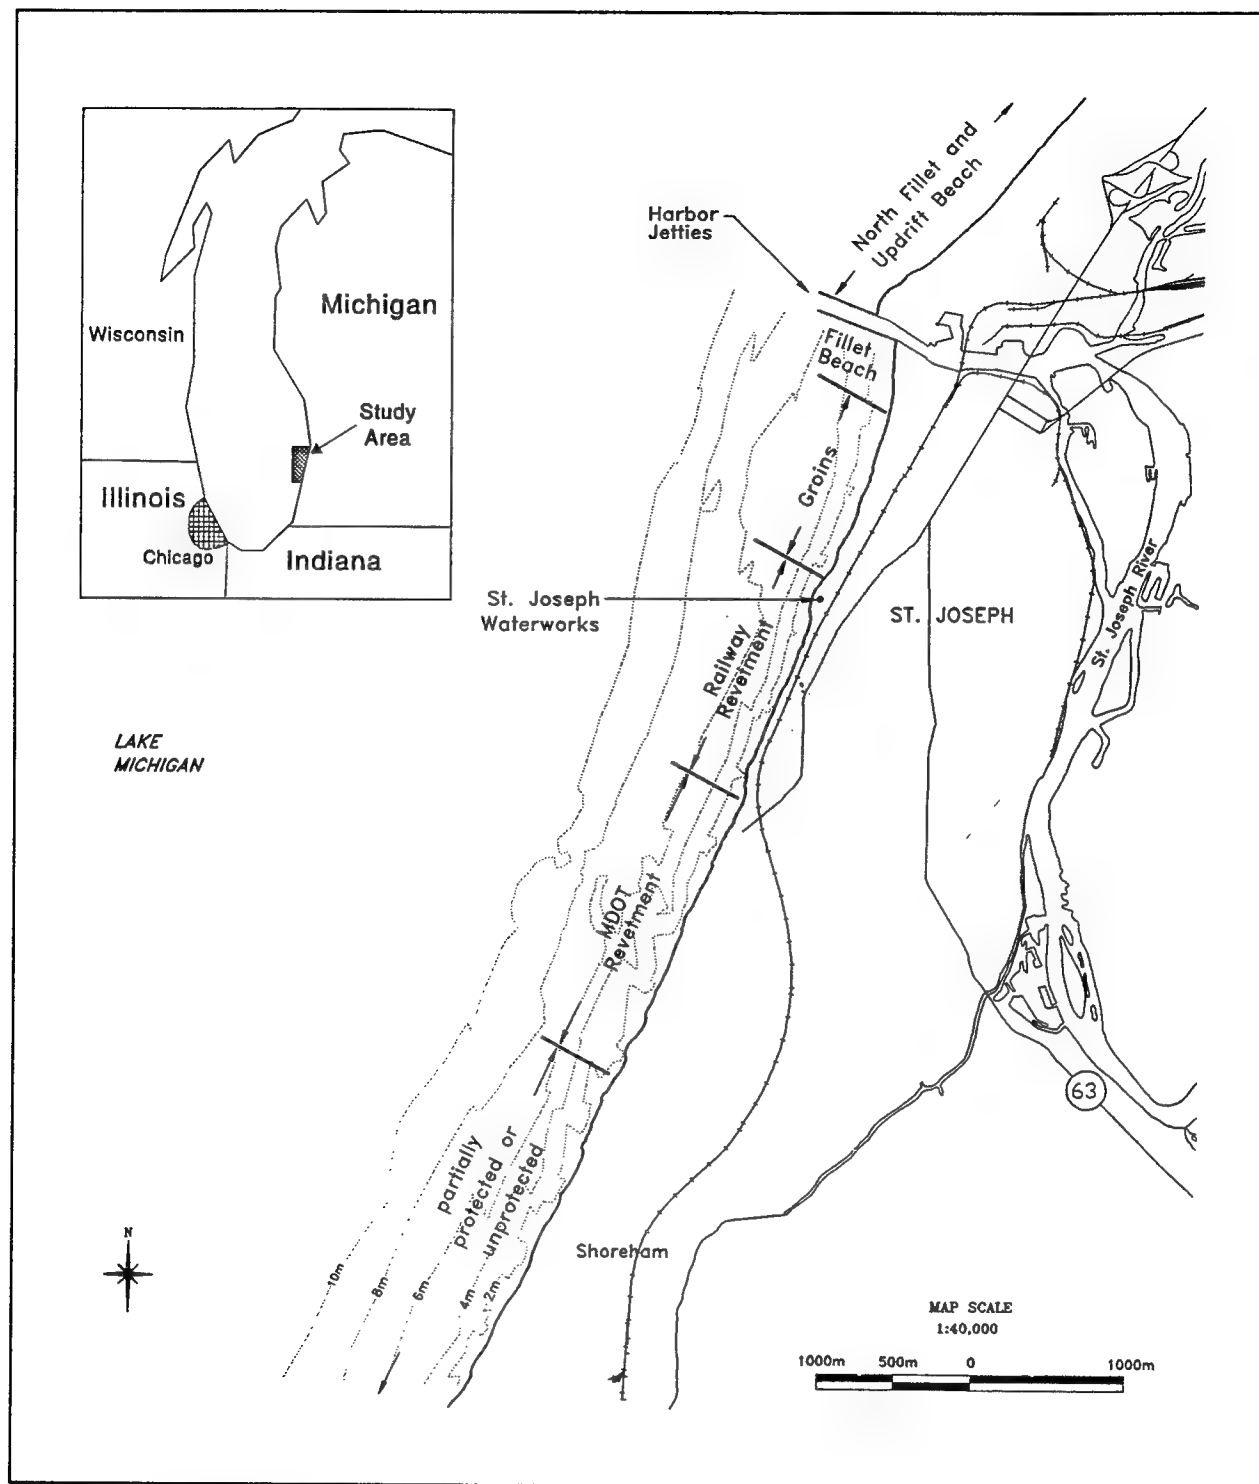 North Fillet and
Updrift Beach
Harbor
Jetties
Michigan
Wisconsin
Study
Area
Illinois
Chicago
Indiana
Fillet
Beach
Groins
St. Joseph
Waterworks
ST. JOSEPH
St. Joseph River
Railway
Revetment
LAKE
MICHIGAN
MDOT
Revetment
63
partially
protected or
unprotected
N
Shoreham
10m
8m
6m
4m
2m
MAP SCALE
1:40,000
1000m 500m 0 1000m